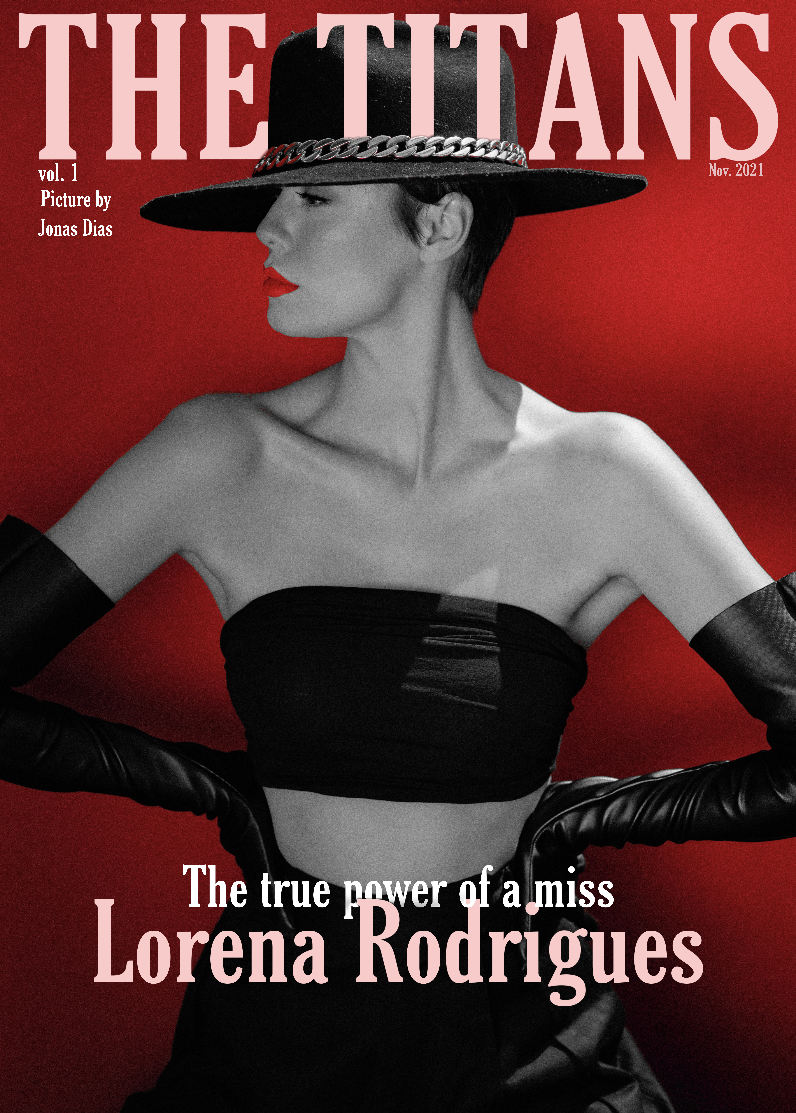 THE TITANS
vol. 1
Nov. 2021
Picture by
Jonas Dias
The true power of a miss
Lorena Rodrigues